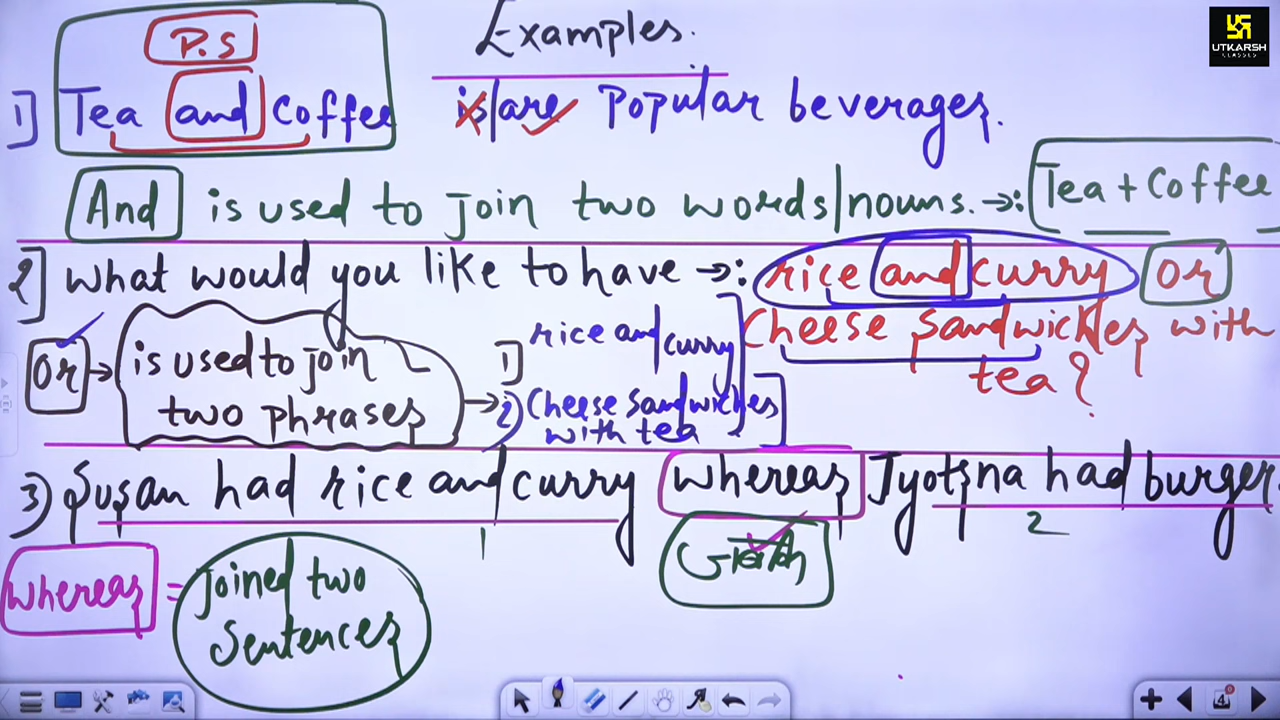 Examples.
P.S
1] Tea and Coffee is/are Popular beverages.
And is used to join two words/nouns. →: Tea + Coffee
2] What would you like to have →: rice and curry or
Cheese Sandwiches with
tea?
Or → is used to join
two phrases → 1) rice and curry
2) Cheese Sandwiches
with tea
3) Susan had rice and curry whereas Jyotsna had burger.
1 2
whereas = joined two
Sentences
UTKARSH
CLASSES
4